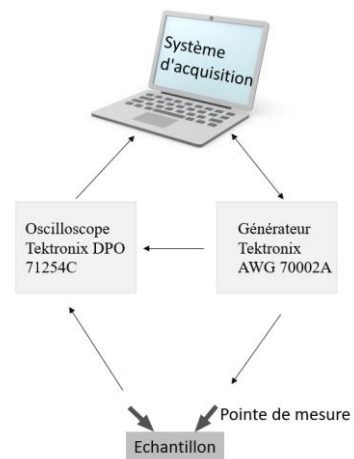 Système
d'acquisition
Oscilloscope
Tektronix DPO
71254C
Générateur
Tektronix
AWG 70002A
Pointe de mesure
Echantillon